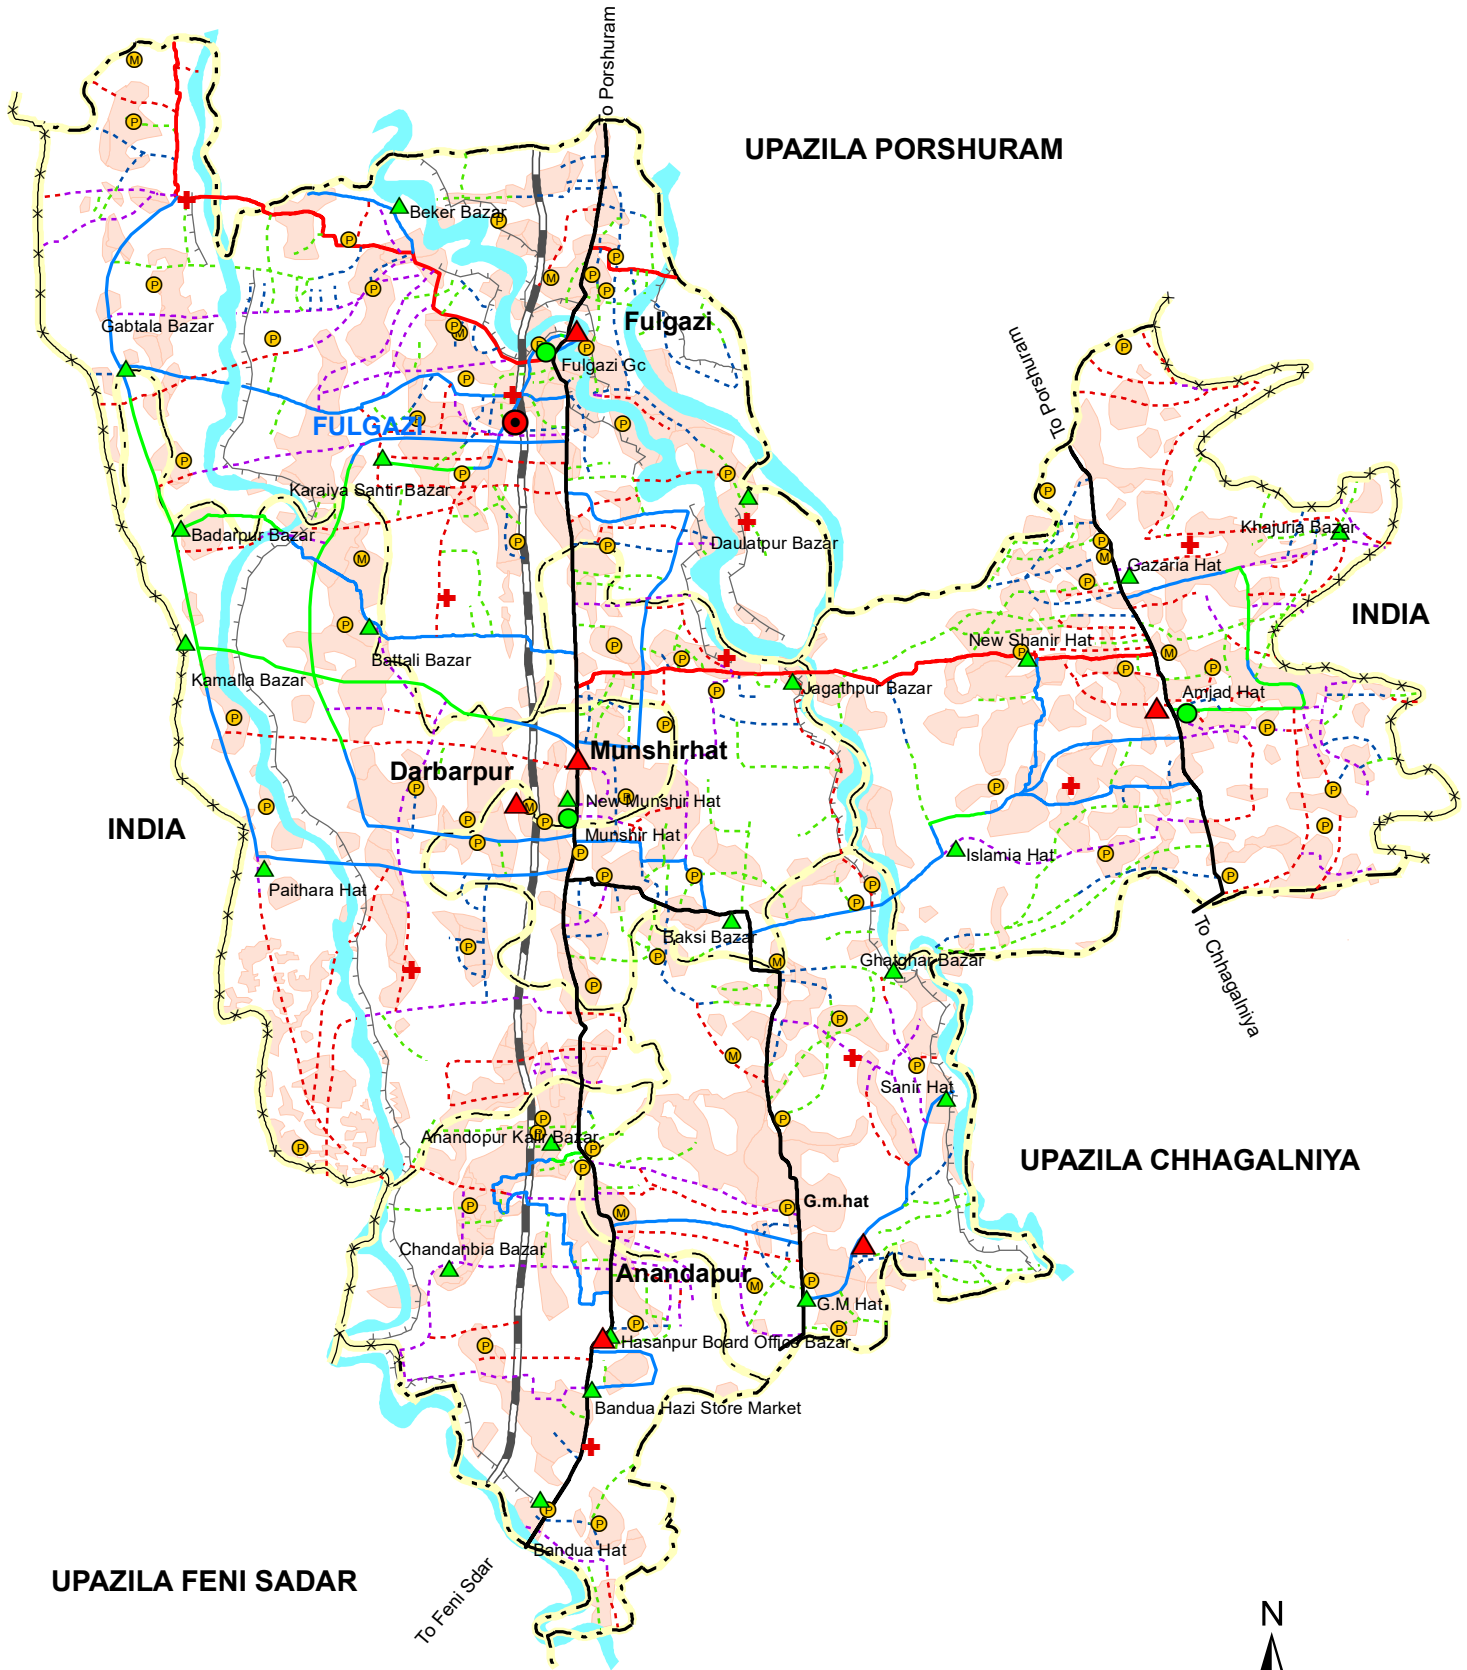 To Porshuram
UPAZILA PORSHURAM
Beker Bazar
Gabtala Bazar
Fulgazi
Fulgazi Gc
To Porshuram
FULGAZI
Karaiya Santir Bazar
Badarpur Bazar
Daulatpur Bazar
Khajuria Bazar
Gazaria Hat
INDIA
New Shanir Hat
Battali Bazar
Kamalla Bazar
Jagathpur Bazar
Amjad Hat
Munshirhat
Darbarpur
New Munshir Hat
INDIA
Munshir Hat
Islamia Hat
Paithara Hat
Baksi Bazar
Ghatghar Bazar
To Chhagalniya
Sanir Hat
Anandopur Kalir Bazar
UPAZILA CHHAGALNIYA
G.m.hat
Chandanbia Bazar
Anandapur
G.M Hat
Hasanpur Board Office Bazar
Bandua Hazi Store Market
Bandua Hat
UPAZILA FENI SADAR
To Feni Sdar
N